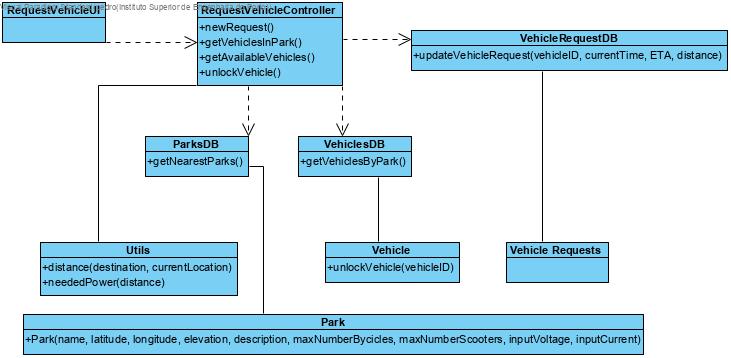 RequestVehicleUI
RequestVehicleController
+newRequest()
+getVehiclesInPark()
+getAvailableVehicles()
+unlockVehicle()
VehicleRequestDB
+updateVehicleRequest(vehicleID, currentTime, ETA, distance)
ParksDB
+getNearestParks()
VehiclesDB
+getVehiclesByPark()
Utils
+distance(destination, currentLocation)
+neededPower(distance)
Vehicle
+unlockVehicle(vehicleID)
Vehicle Requests
Park
+Park(name, latitude, longitude, elevation, description, maxNumberBycicles, maxNumberScooters, inputVoltage, inputCurrent)